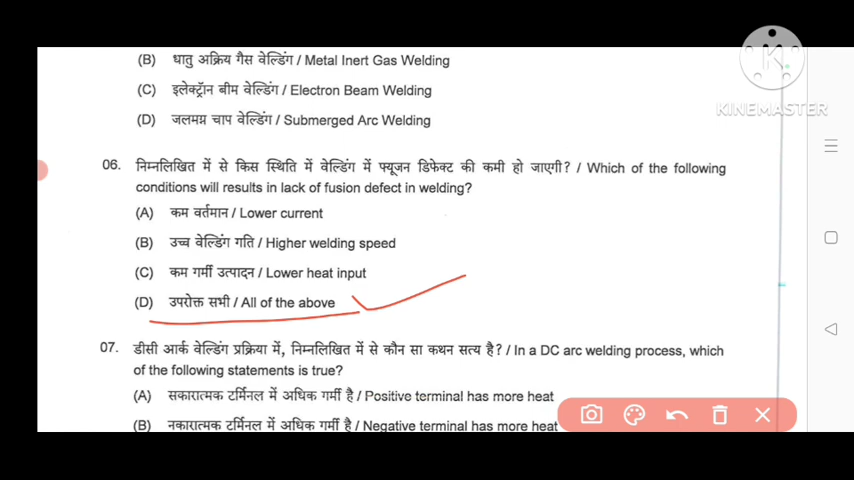 (B) धातु अक्रिय गैस वेल्डिंग / Metal Inert Gas Welding
(C) इलेक्ट्रॉन बीम वेल्डिंग / Electron Beam Welding
(D) जलमग्न चाप वेल्डिंग / Submerged Arc Welding
KINEMASTER
06. निम्नलिखित में से किस स्थिति में वेल्डिंग में फ्यूजन डिफेक्ट की कमी हो जाएगी? / Which of the following
conditions will results in lack of fusion defect in welding?
(A) कम वर्तमान / Lower current
(B) उच्च वेल्डिंग गति / Higher welding speed
(C) कम गर्मी उत्पादन / Lower heat input
(D) उपरोक्त सभी / All of the above
07. डीसी आर्क वेल्डिंग प्रक्रिया में, निम्नलिखित में से कौन सा कथन सत्य है? / In a DC arc welding process, which
of the following statements is true?
(A) सकारात्मक टर्मिनल में अधिक गर्मी है / Positive terminal has more heat
(B) नकारात्मक टर्मिनल में अधिक गर्मी है / Negative terminal has more heat